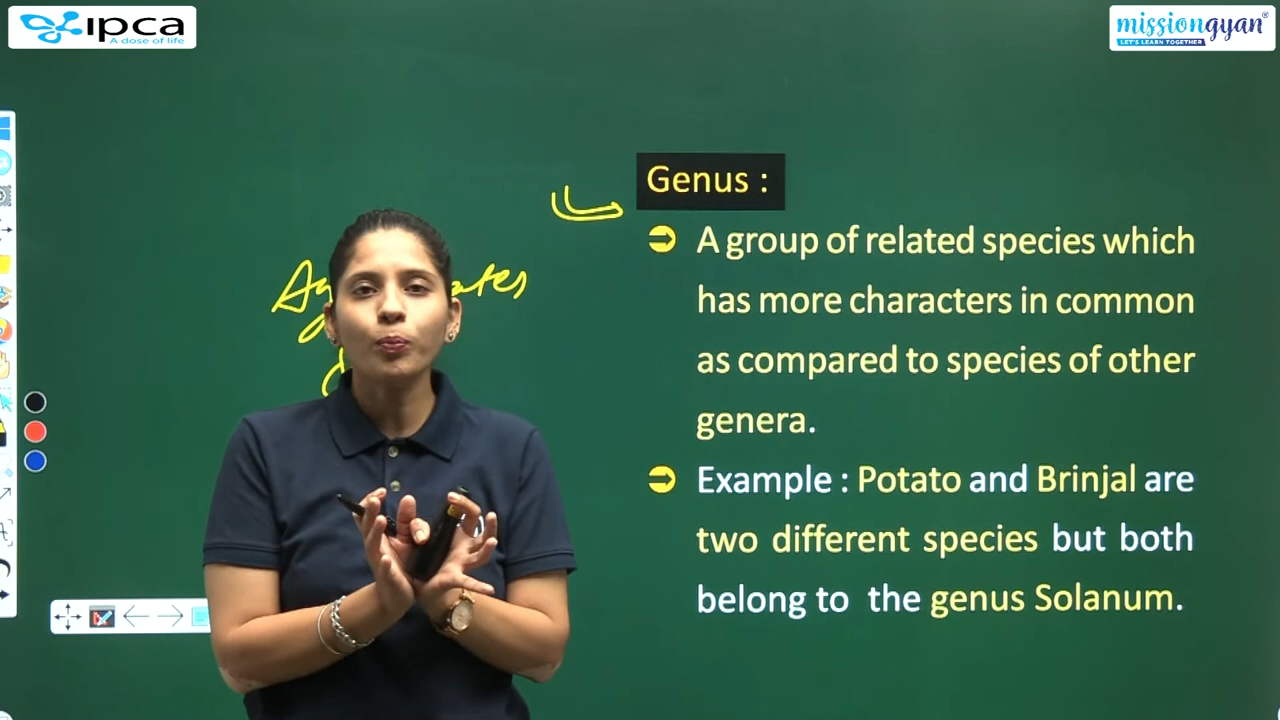 ipca
A dose of life
missiongyan®
LET'S LEARN TOGETHER
Genus :
A group of related species which
has more characters in common
as compared to species of other
genera.
Example : Potato and Brinjal are
two different species but both
belong to the genus Solanum.